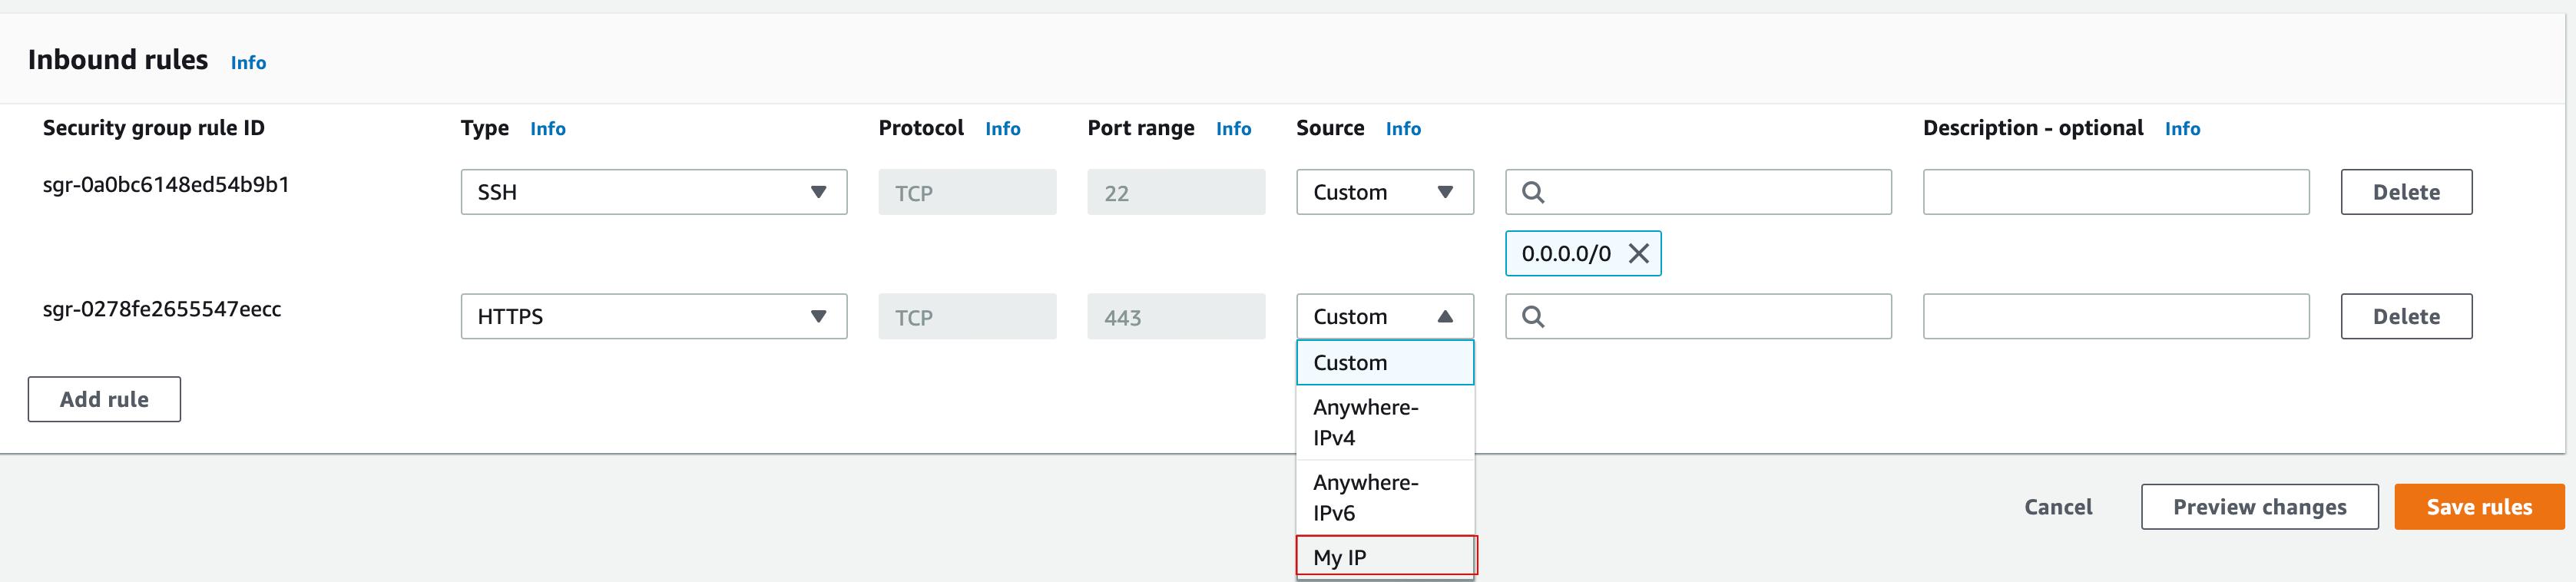 Inbound rules Info
Security group rule ID Type Info Protocol Info Port range Info Source Info Description - optional Info
sgr-0a0bc6148ed54b9b1 SSH TCP 22 Custom Delete
0.0.0.0/0
sgr-0278fe2655547eecc HTTPS TCP 443 Custom Delete
Custom
Add rule
Anywhere-
IPv4
Anywhere-
IPv6
Cancel Preview changes Save rules
My IP